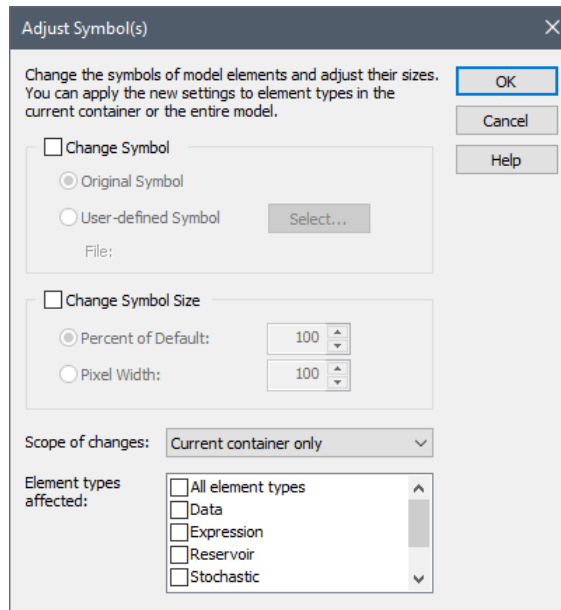 Adjust Symbol(s)
Change the symbols of model elements and adjust their sizes.
You can apply the new settings to element types in the
current container or the entire model.
OK
Cancel
Help
Change Symbol
Original Symbol
User-defined Symbol
Select...
File:
Change Symbol Size
Percent of Default:
100
Pixel Width:
100
Scope of changes:
Current container only
Element types
affected:
All element types
Data
Expression
Reservoir
Stochastic